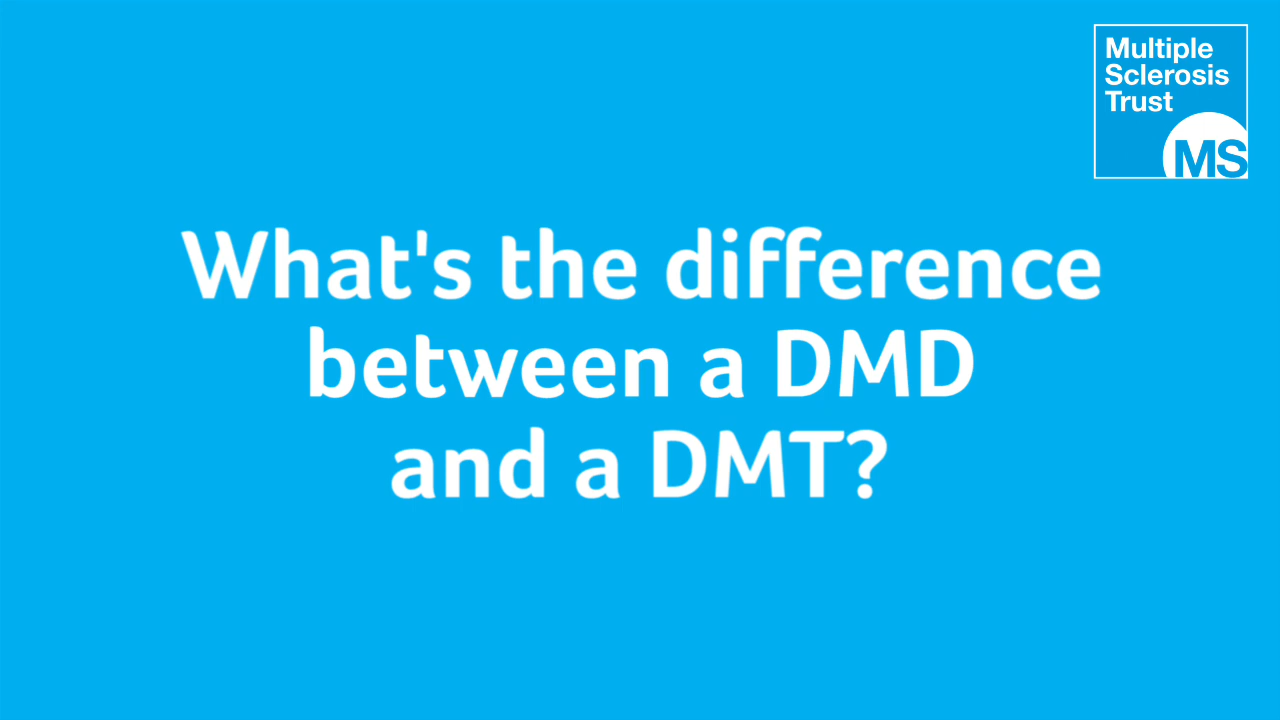 Multiple
Sclerosis
Trust
MS
What's the difference
between a DMD
and a DMT?